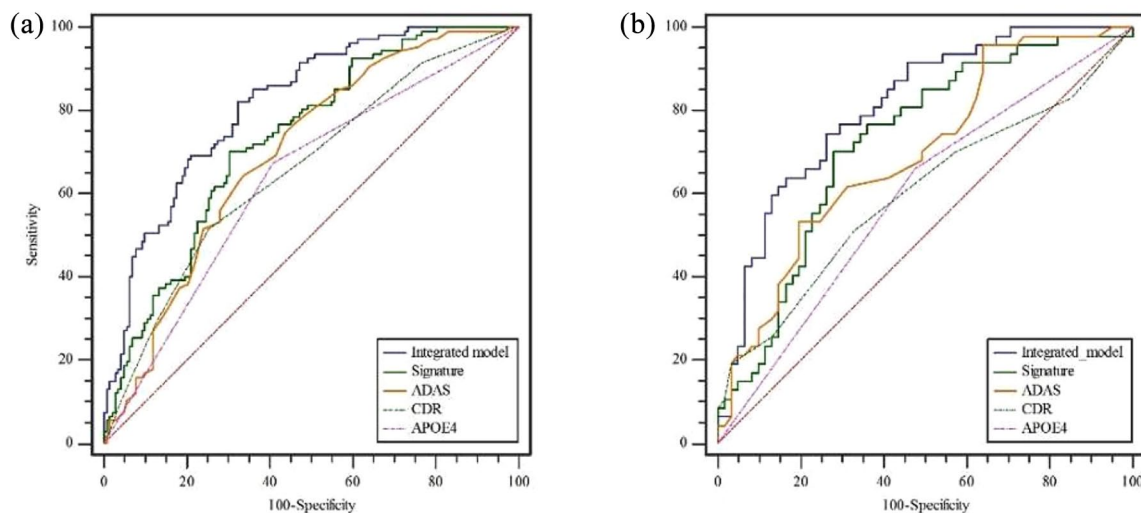 (a)
100
80
60
40
20
0
Sensitivity
Integrated model
Signature
ADAS
CDR
APOE4
0 20 40 60 80 100
100-Specificity
(b)
100
80
60
40
20
0
Integrated_model
Signature
ADAS
CDR
APOE4
0 20 40 60 80 100
100-Specificity